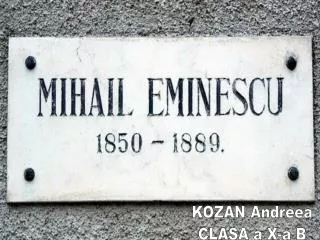 MIHAIL EMINESCU
1850 – 1889.
KOZAN Andreea
CLASA a X-a B